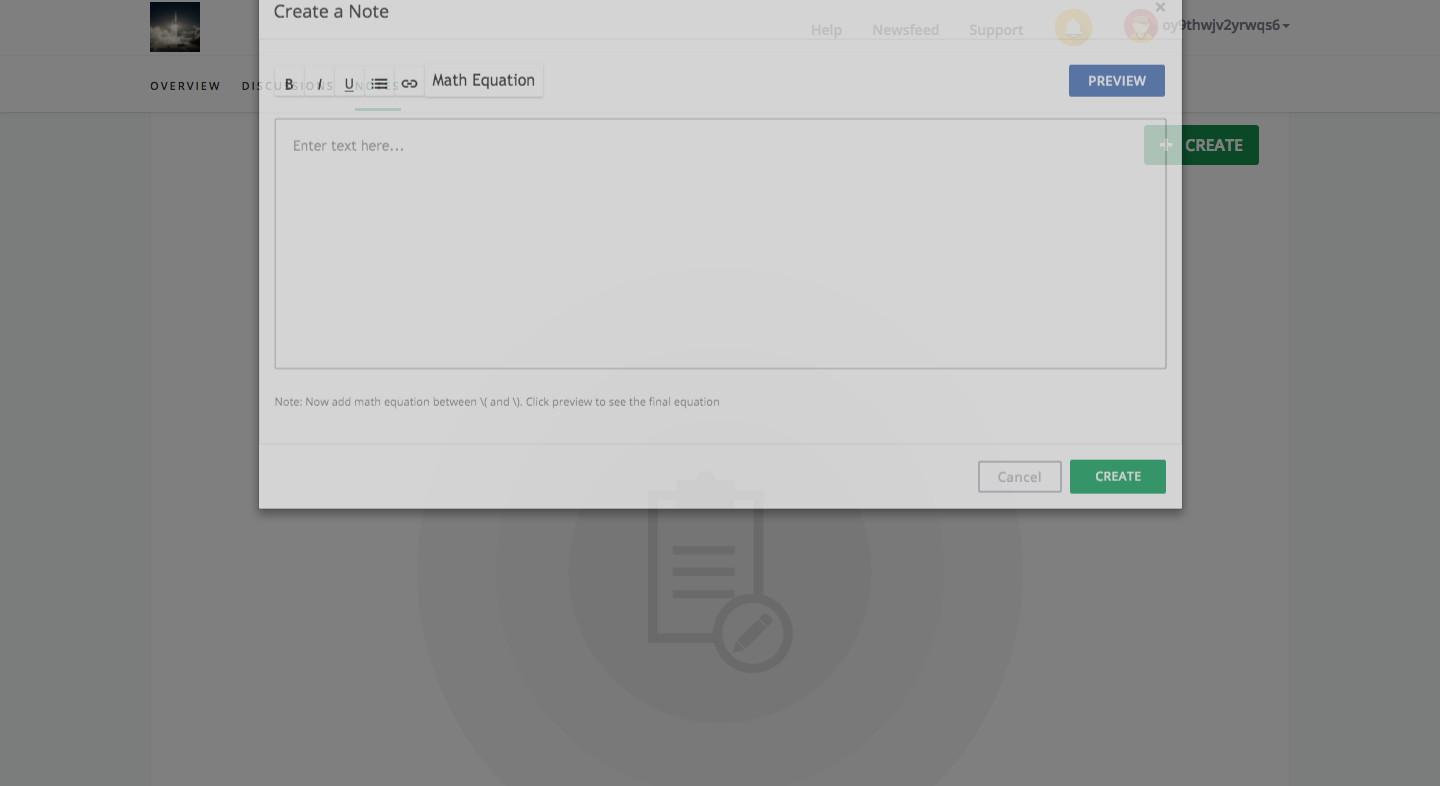 Create a Note
×
Help Newsfeed Support oy9thwjv2yrwqs6
OVERVIEW DISCUSSIONS NOTES
B I U Math Equation PREVIEW
Enter text here...
+ CREATE
Note: Now add math equation between \( and \). Click preview to see the final equation
Cancel CREATE